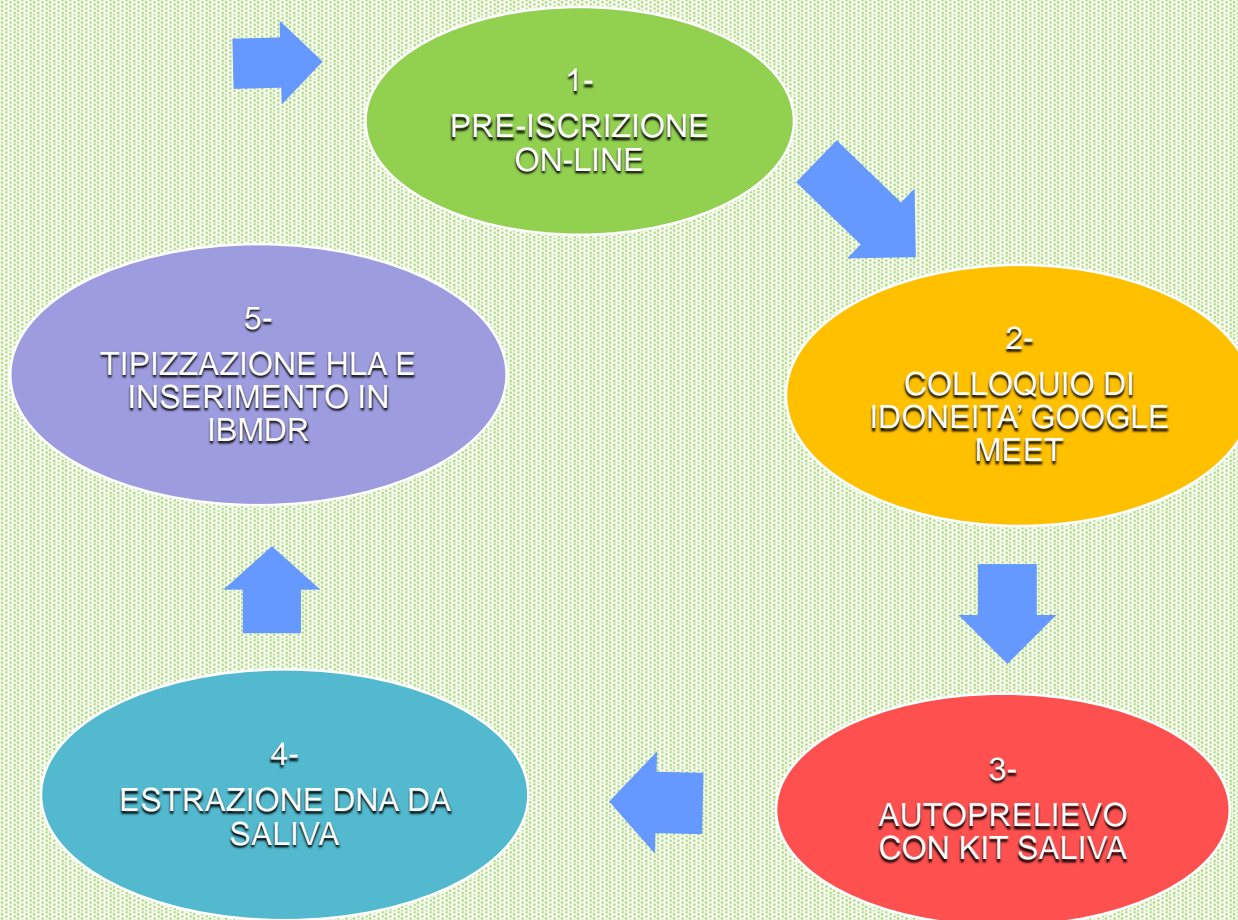 1-
PRE-ISCRIZIONE
ON-LINE
2-
COLLOQUIO DI
IDONEITA' GOOGLE
MEET
3-
AUTOPRELIEVO
CON KIT SALIVA
4-
ESTRAZIONE DNA DA
SALIVA
5-
TIPIZZAZIONE HLA E
INSERIMENTO IN
IBMDR